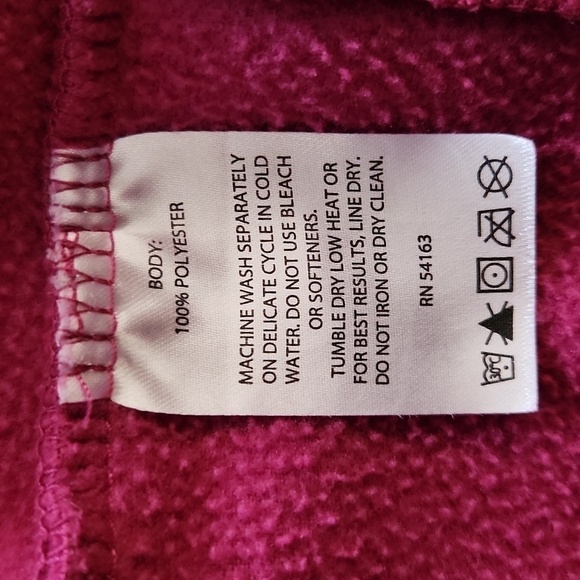 BODY:
100% POLYESTER
MACHINE WASH SEPARATELY
ON DELICATE CYCLE IN COLD
WATER. DO NOT USE BLEACH
OR SOFTENERS.
TUMBLE DRY LOW HEAT OR
FOR BEST RESULTS, LINE DRY.
DO NOT IRON OR DRY CLEAN.
RN 54163
30C